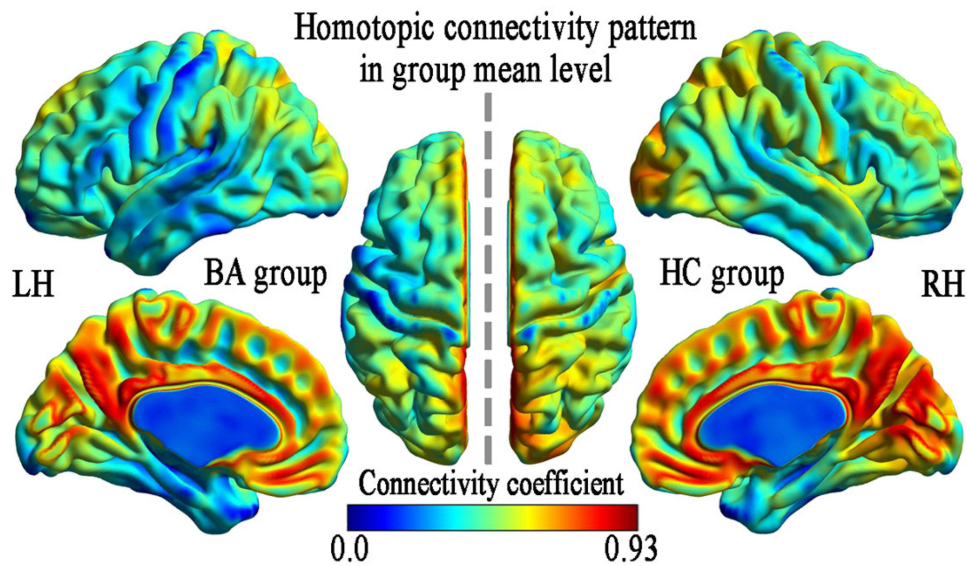 Homotopic connectivity pattern
in group mean level
LH
BA group
HC group
RH
Connectivity coefficient
0.0
0.93